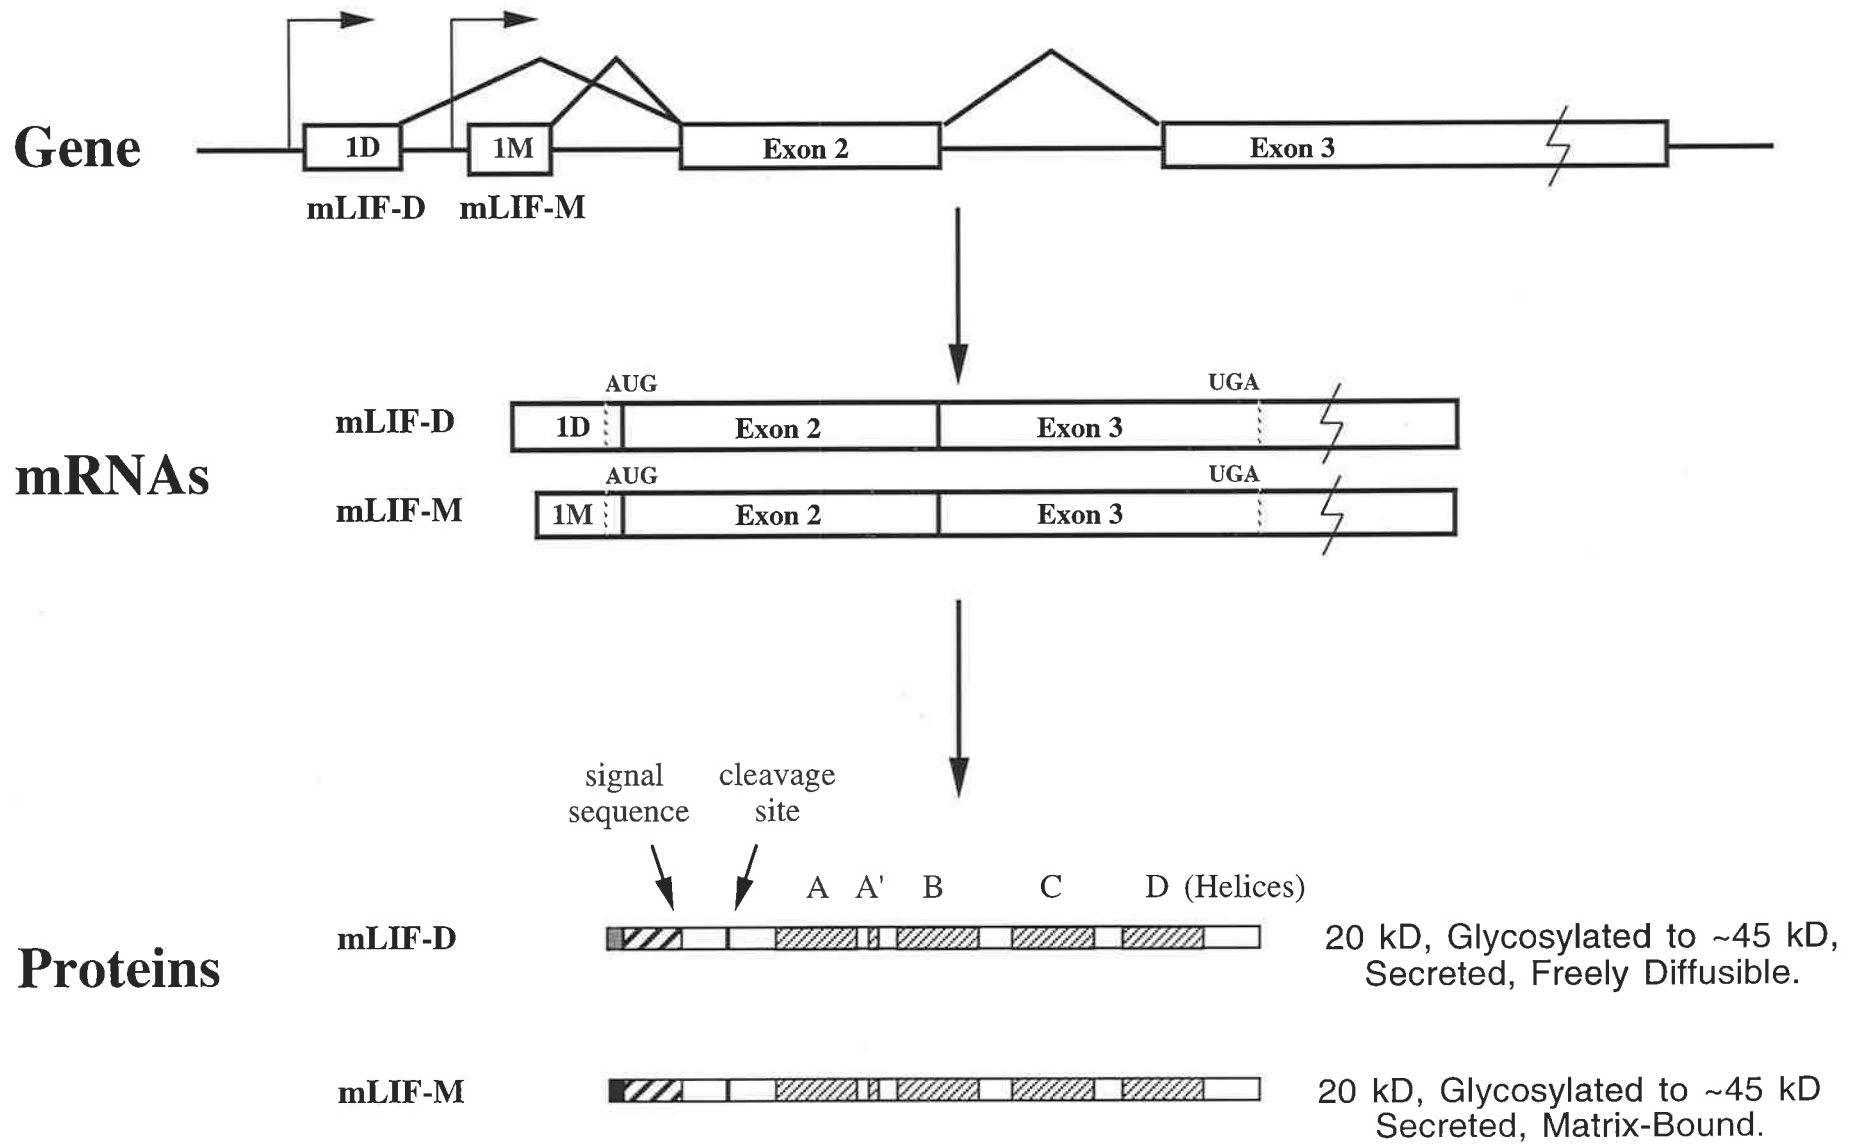 Gene
1D
1M
Exon 2
Exon 3
mLIF-D mLIF-M
mRNAs
AUG UGA
mLIF-D 1D Exon 2 Exon 3
AUG UGA
mLIF-M 1M Exon 2 Exon 3
signal
sequence
cleavage
site
A A' B C D (Helices)
Proteins
mLIF-D
20 kD, Glycosylated to ~45 kD,
Secreted, Freely Diffusible.
mLIF-M
20 kD, Glycosylated to ~45 kD
Secreted, Matrix-Bound.